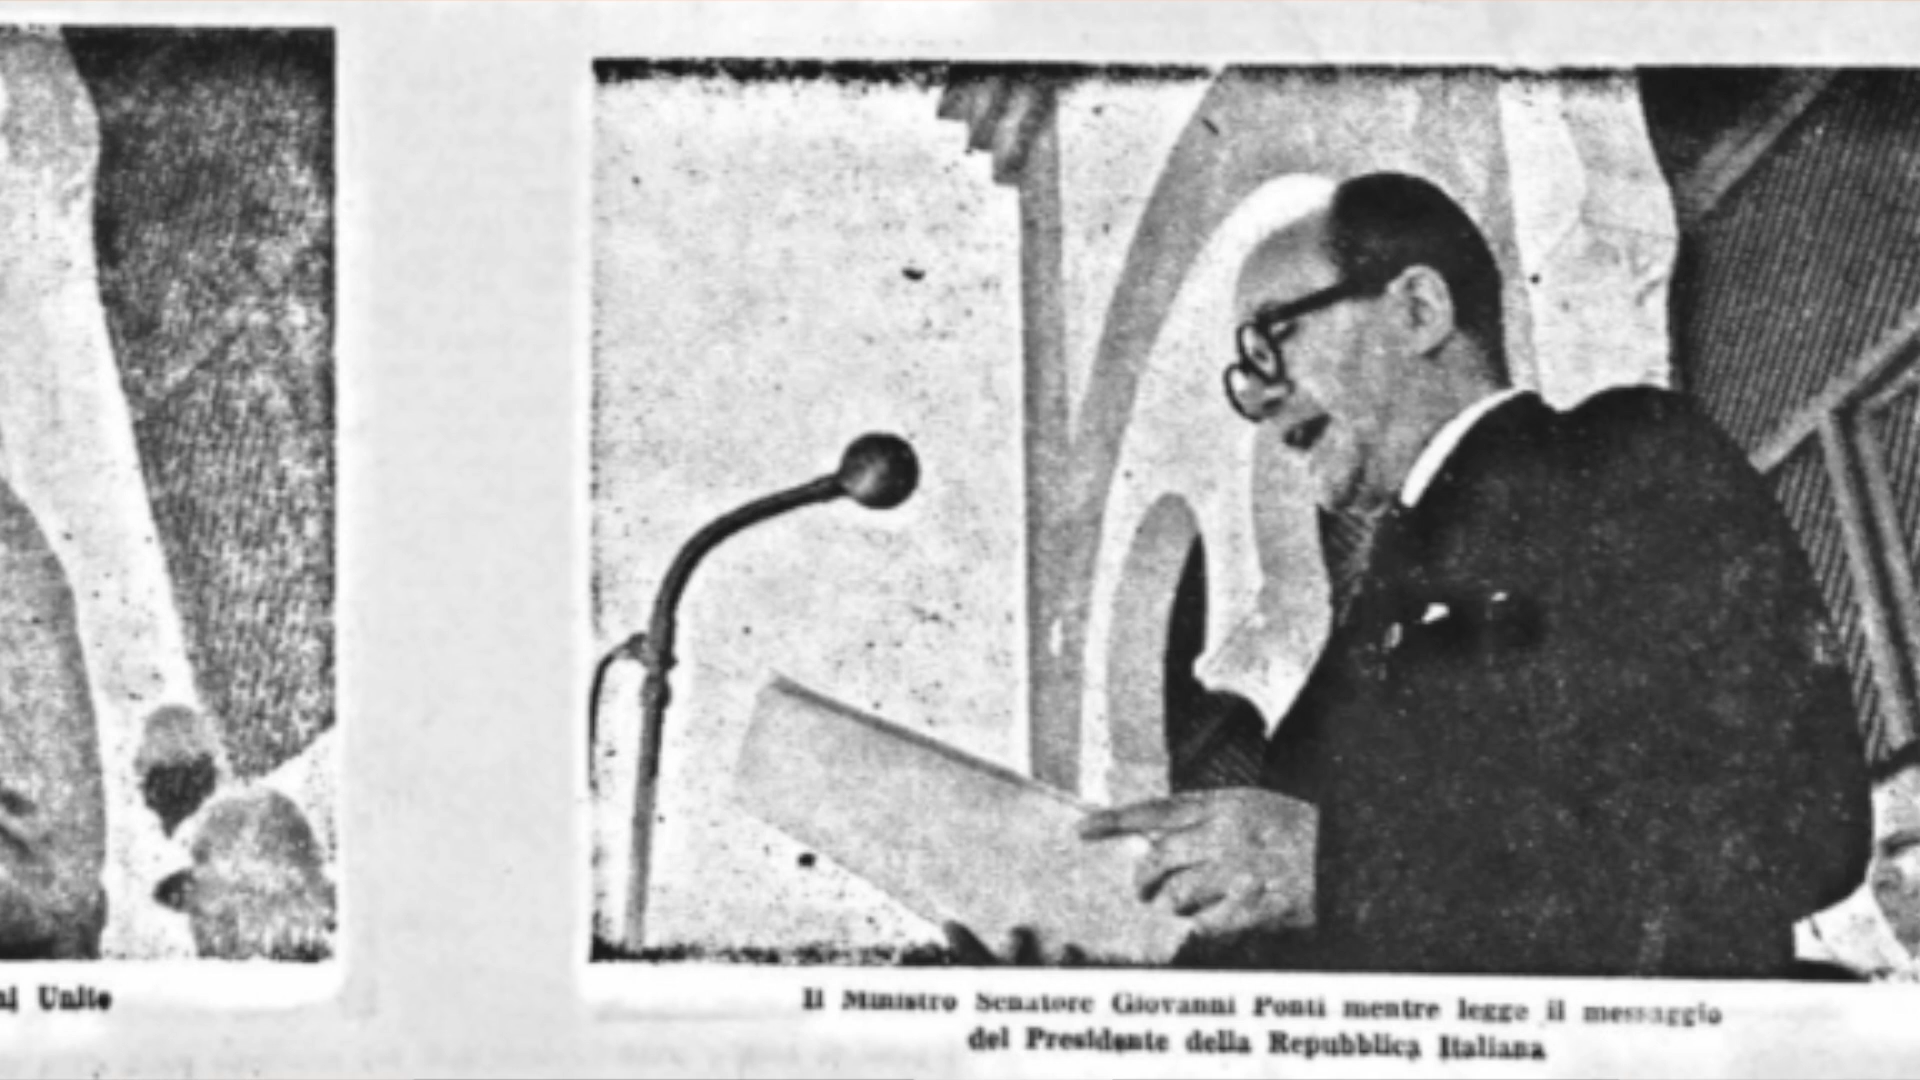 Unite
Il Ministro Senatore Giovanni Ponti mentre legge il messaggio
del Presidente della Repubblica Italiana